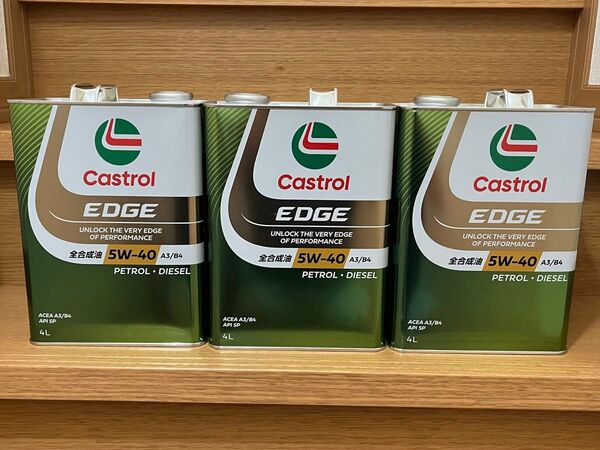 Castrol
EDGE
UNLOCK THE VERY EDGE
OF PERFORMANCE
全合成油 5W-40 A3/B4
PETROL · DIESEL
ACEA A3/B4
API SP
4L
Castrol
EDGE
UNLOCK THE VERY EDGE
OF PERFORMANCE
全合成油 5W-40 A3/B4
PETROL · DIESEL
ACEA A3/B4
API SP
4L
Castrol
EDGE
UNLOCK THE VERY EDGE
OF PERFORMANCE
全合成油 5W-40 A3/B4
PETROL · DIESEL
ACEA A3/B4
API SP
4L